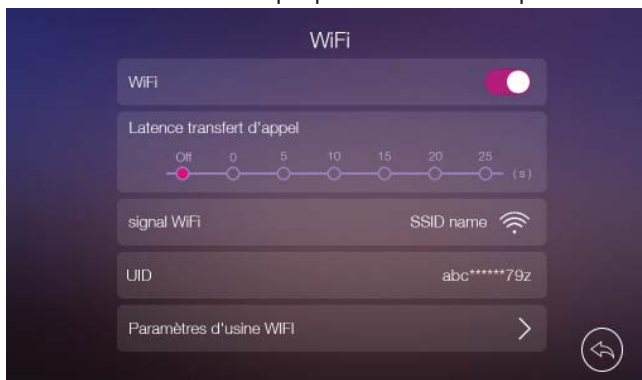 WiFi
WiFi
Latence transfert d'appel
Off 0 5 10 15 20 25 (s)
signal WiFi SSID name
UID abc******79z
Paramètres d'usine WIFI